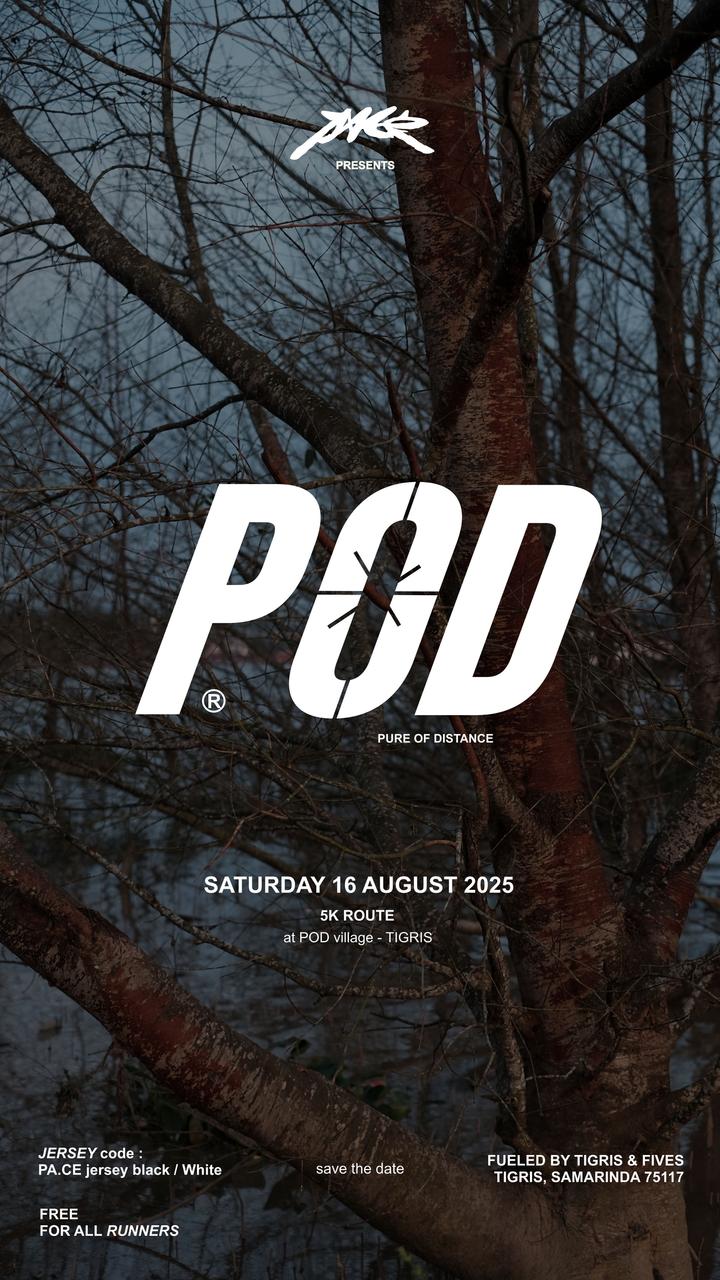 PACE
PRESENTS
POD
®
PURE OF DISTANCE
SATURDAY 16 AUGUST 2025
5K ROUTE
at POD village - TIGRIS
JERSEY code :
PA.CE jersey black / White
save the date
FUELED BY TIGRIS & FIVES
TIGRIS, SAMARINDA 75117
FREE
FOR ALL RUNNERS